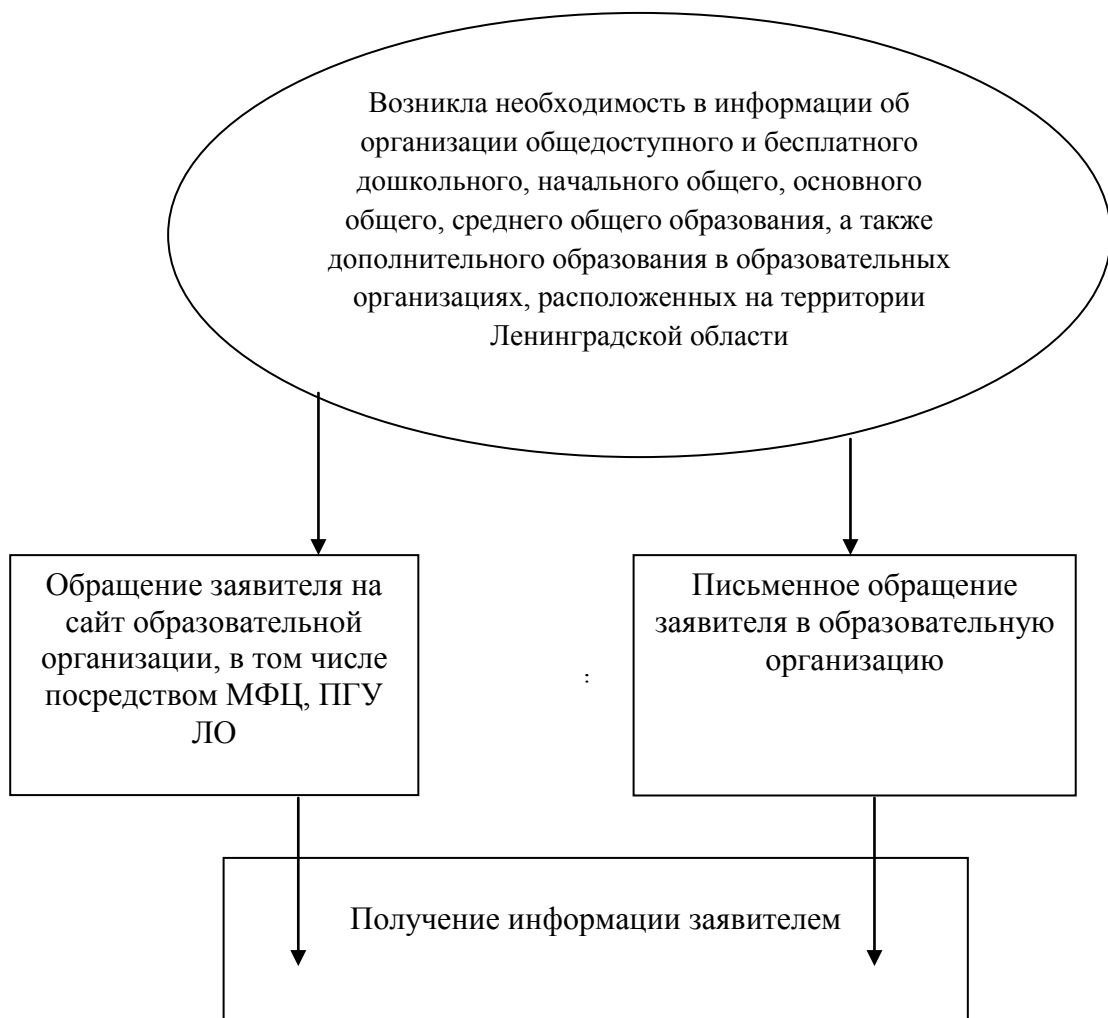 Возникла необходимость в информации об
организации общедоступного и бесплатного
дошкольного, начального общего, основного
общего, среднего общего образования, а также
дополнительного образования в образовательных
организациях, расположенных на территории
Ленинградской области
Обращение заявителя на
сайт образовательной
организации, в том числе
посредством МФЦ, ПГУ
ЛО
:
Письменное обращение
заявителя в образовательную
организацию
Получение информации заявителем